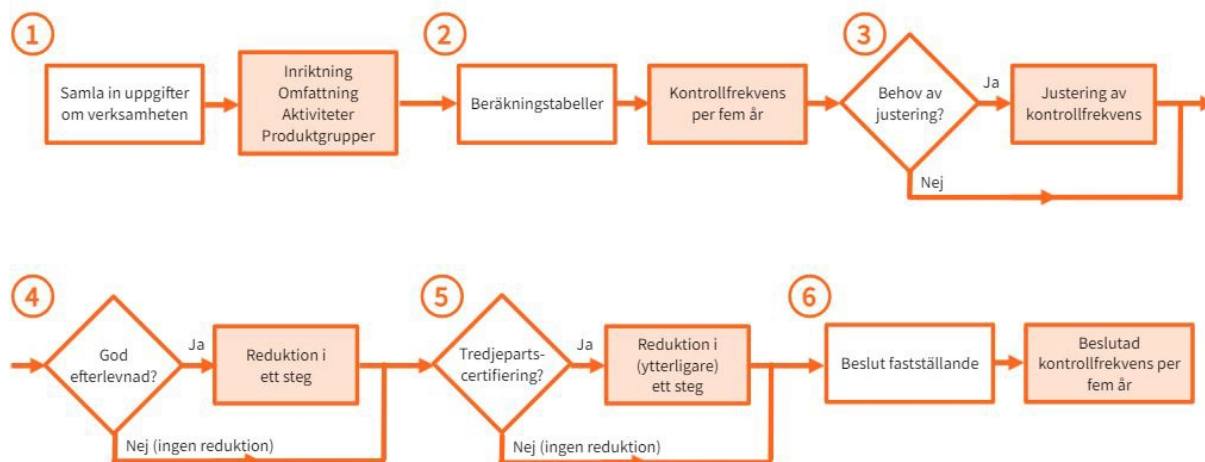 1
Samla in uppgifter
om verksamheten
Inriktning
Omfattning
Aktiviteter
Produktgrupper
2
Beräkningstabeller
Kontrollfrekvens
per fem år
3
Behov av
justering?
Ja
Justering av
kontrollfrekvens
Nej
4
God
efterlevnad?
Ja
Reduktion i
ett steg
Nej (ingen reduktion)
5
Tredjeparts-
certifiering?
Ja
Reduktion i
(ytterligare)
ett steg
Nej (ingen reduktion)
6
Beslut fastställande
Beslutad
kontrollfrekvens per
fem år